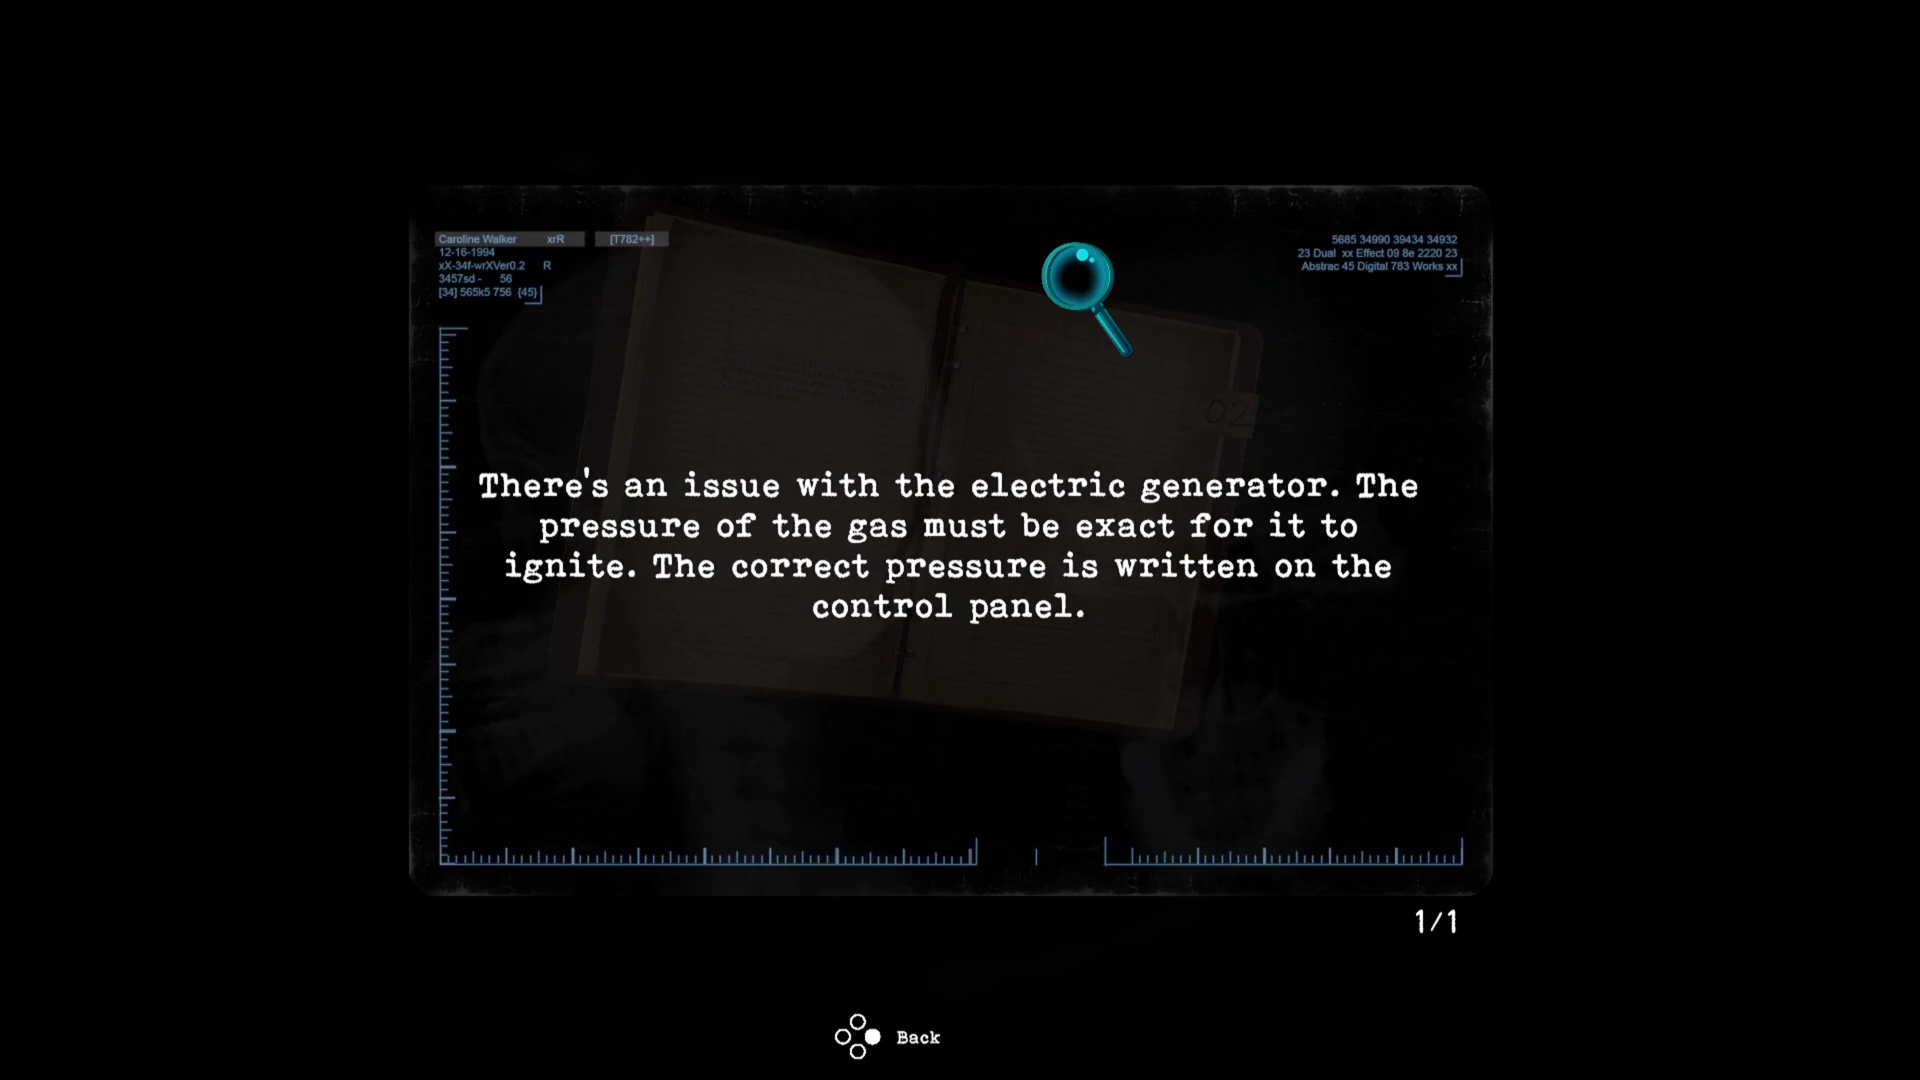 Caroline Walker xrR [T782++]
12-16-1994
xX-34f-wrXVer0.2 R
3457sd - 56
[34] 565k5 756 {45}
5685 34990 39434 34932
23 Dual xx Effect 09 8e 2220 23
Abstrac 45 Digital 783 Works xx
02
There's an issue with the electric generator. The
pressure of the gas must be exact for it to
ignite. The correct pressure is written on the
control panel.
1/1
Back